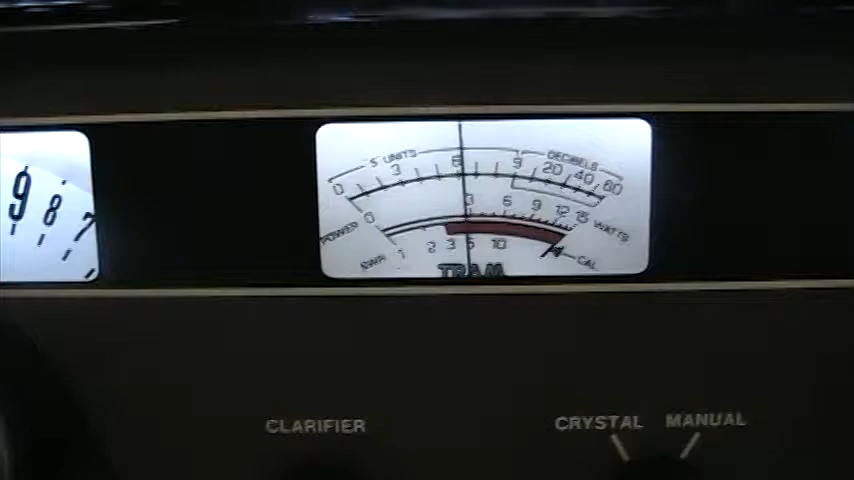 S UNITS DECIBELS
0 3 6 9 20 40 60
9 8 7
POWER 0 3 6 9 12 15 WATTS
SWR 1 2 3 5 10 CAL
TRAM
CLARIFIER CRYSTAL MANUAL